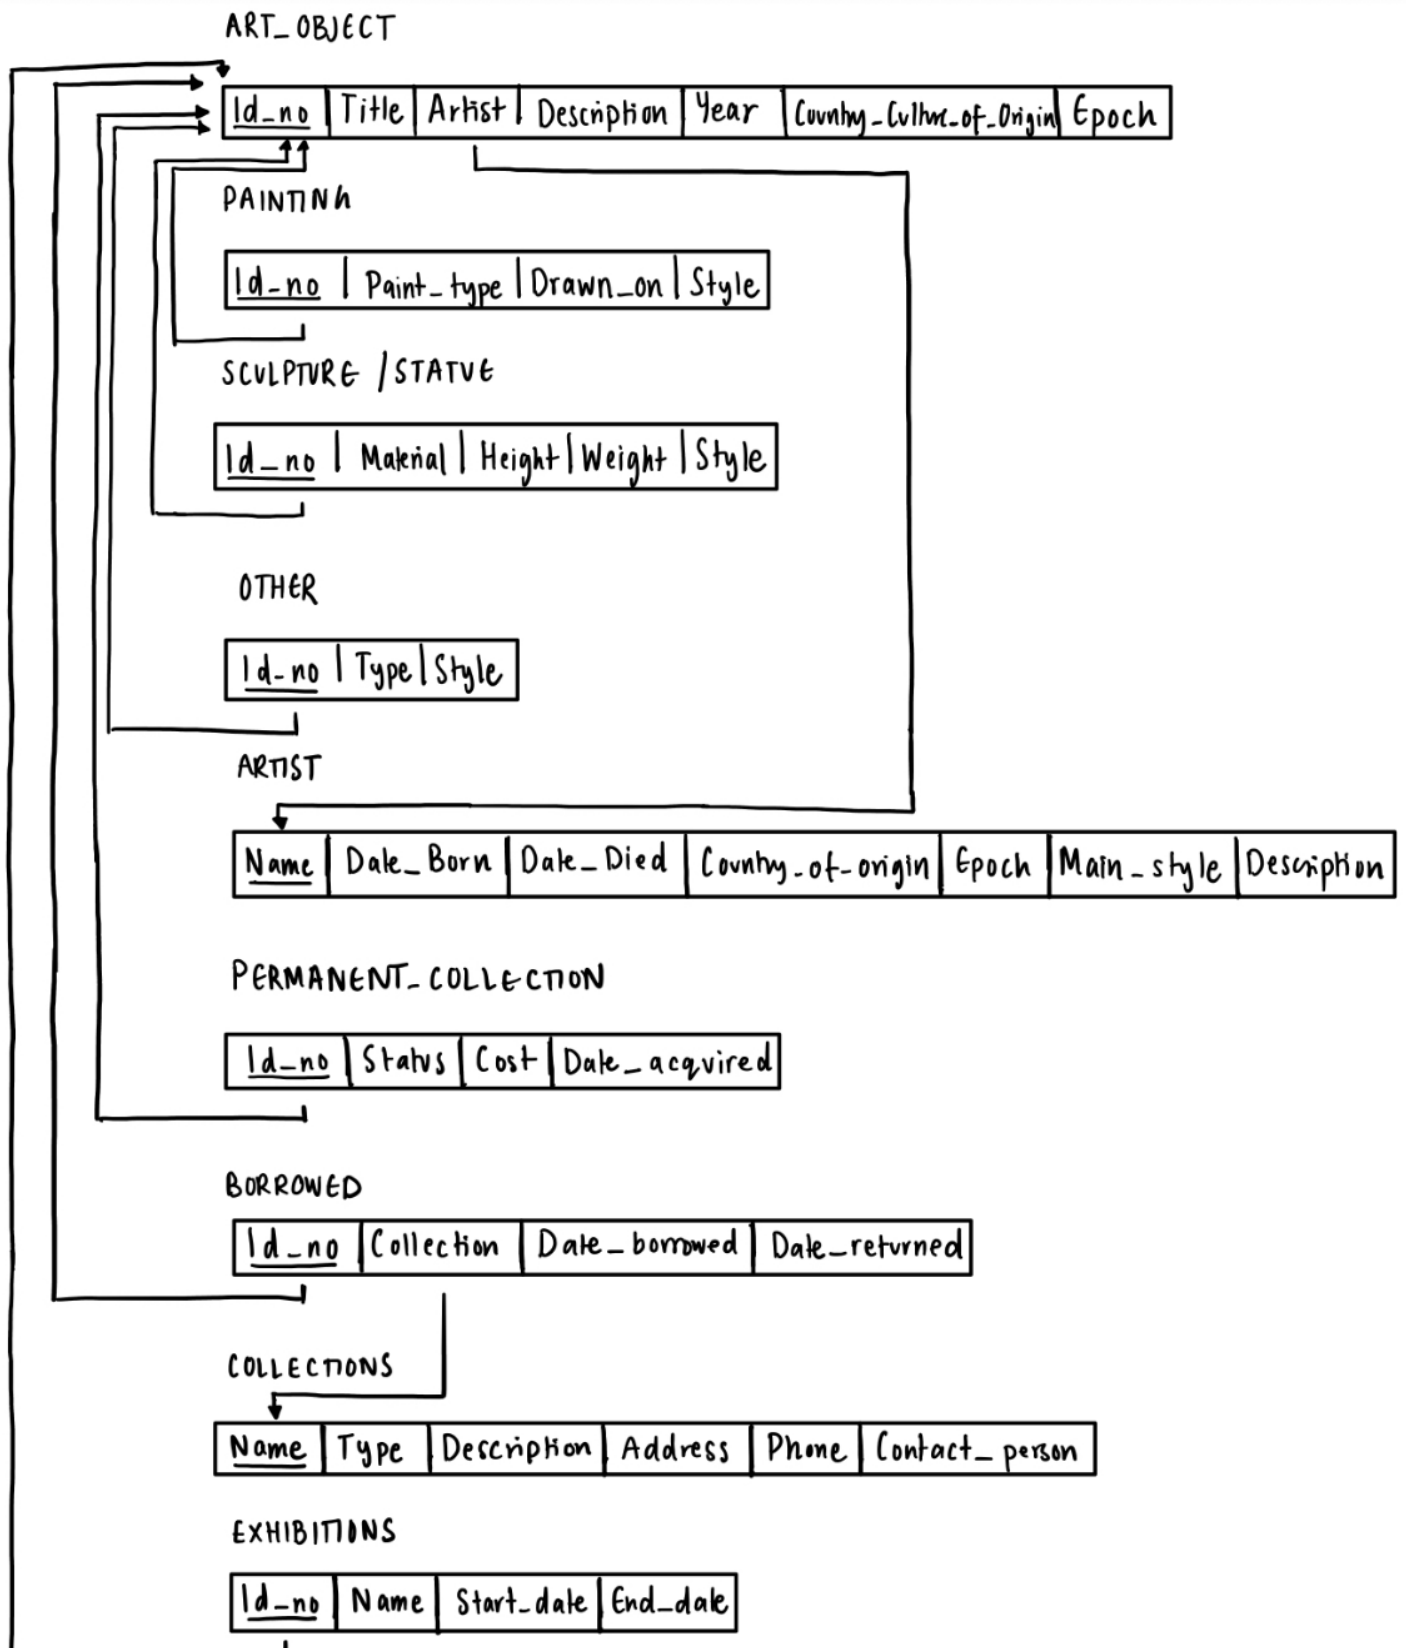 ART_OBJECT
Id_no Title Artist Description Year Country_Culture_of_Origin Epoch
PAINTING
Id_no Paint_type Drawn_on Style
SCULPTURE / STATUE
Id_no Material Height Weight Style
OTHER
Id_no Type Style
ARTIST
Name Date_Born Date_Died Country_of_origin Epoch Main_style Description
PERMANENT_COLLECTION
Id_no Status Cost Date_acquired
BORROWED
Id_no Collection Date_borrowed Date_returned
COLLECTIONS
Name Type Description Address Phone Contact_person
EXHIBITIONS
Id_no Name Start_date End_date